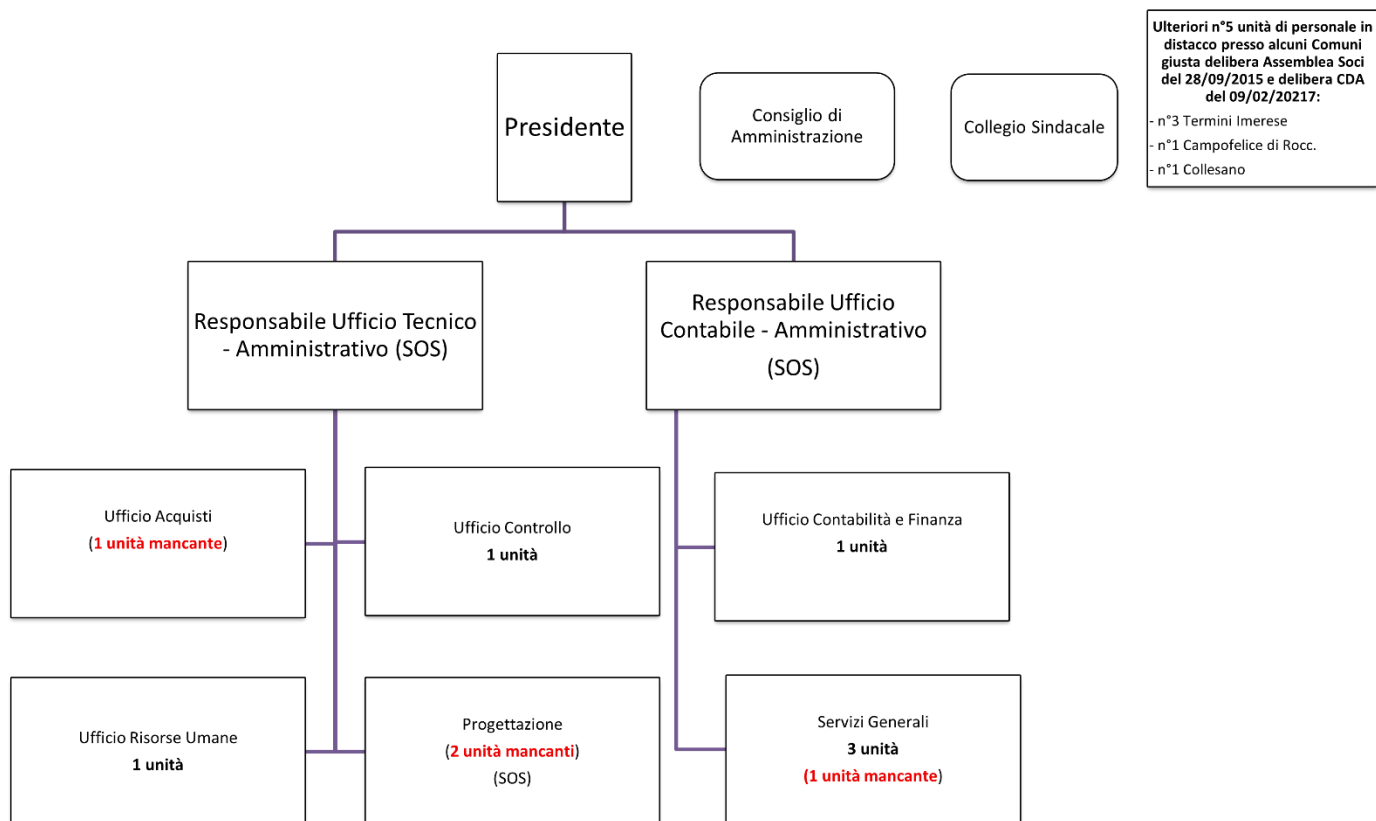 Presidente
Consiglio di
Amministrazione
Collegio Sindacale
Ulteriori n°5 unità di personale in
distacco presso alcuni Comuni
giusta delibera Assemblea Soci
del 28/09/2015 e delibera CDA
del 09/02/20217:
- n°3 Termini Imerese
- n°1 Campofelice di Rocc.
- n°1 Collesano
Responsabile Ufficio Tecnico
- Amministrativo (SOS)
Responsabile Ufficio
Contabile - Amministrativo
(SOS)
Ufficio Acquisti
(1 unità mancante)
Ufficio Controllo
1 unità
Ufficio Contabilità e Finanza
1 unità
Ufficio Risorse Umane
1 unità
Progettazione
(2 unità mancanti)
(SOS)
Servizi Generali
3 unità
(1 unità mancante)